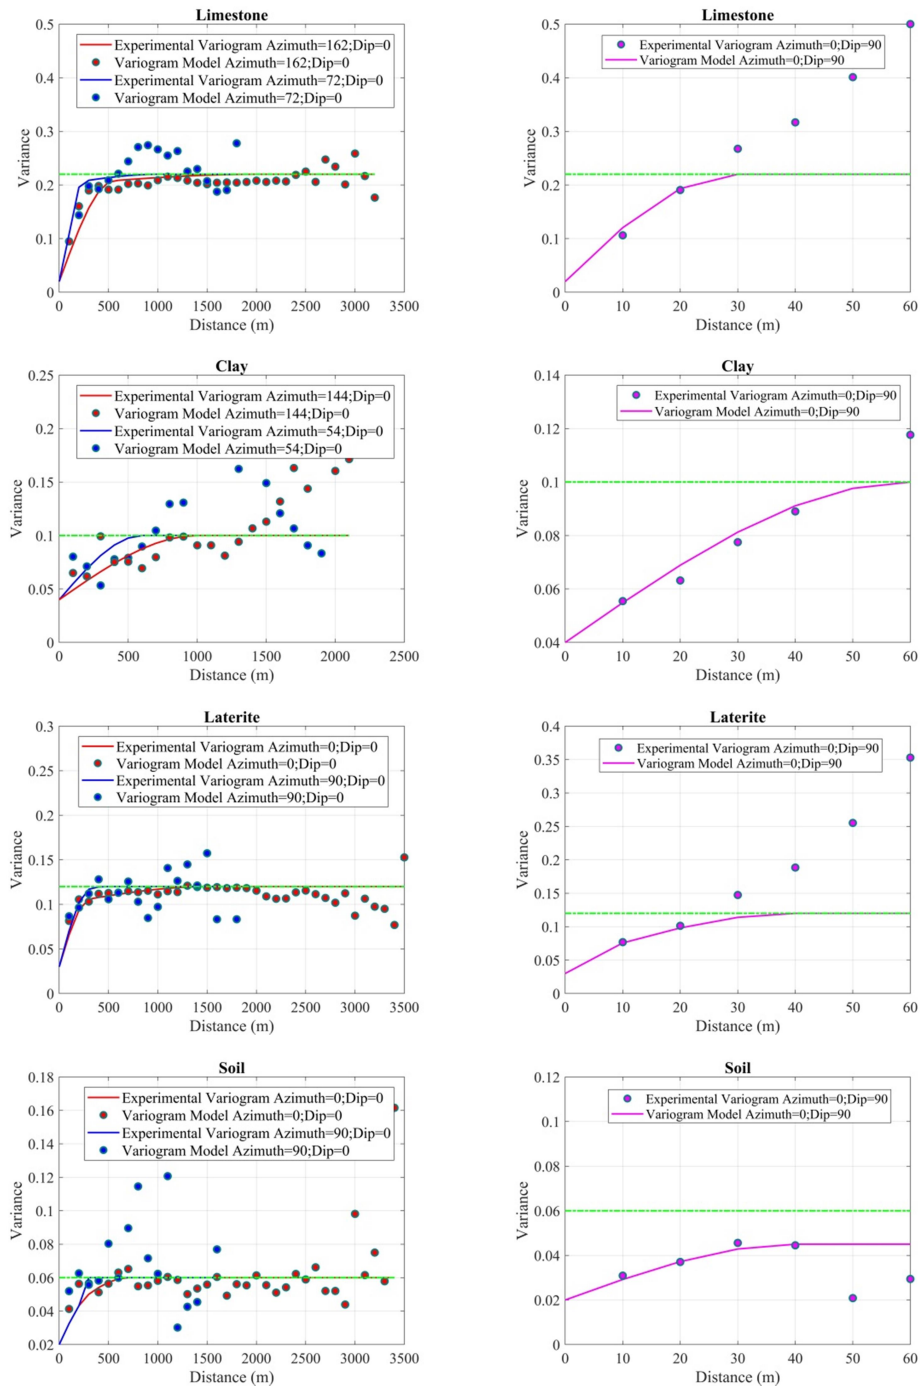 Limestone
0.5
0.4
0.3
0.2
0.1
0
Variance
Experimental Variogram Azimuth=162;Dip=0
Variogram Model Azimuth=162;Dip=0
Experimental Variogram Azimuth=72;Dip=0
Variogram Model Azimuth=72;Dip=0
0 500 1000 1500 2000 2500 3000 3500
Distance (m)
Limestone
0.5
0.4
0.3
0.2
0.1
0
Variance
Experimental Variogram Azimuth=0;Dip=90
Variogram Model Azimuth=0;Dip=90
0 10 20 30 40 50 60
Distance (m)
Clay
0.25
0.2
0.15
0.1
0.05
0
Variance
Experimental Variogram Azimuth=144;Dip=0
Variogram Model Azimuth=144;Dip=0
Experimental Variogram Azimuth=54;Dip=0
Variogram Model Azimuth=54;Dip=0
0 500 1000 1500 2000 2500
Distance (m)
Clay
0.14
0.12
0.1
0.08
0.06
0.04
Variance
Experimental Variogram Azimuth=0;Dip=90
Variogram Model Azimuth=0;Dip=90
0 10 20 30 40 50 60
Distance (m)
Laterite
0.3
0.25
0.2
0.15
0.1
0.05
0
Variance
Experimental Variogram Azimuth=0;Dip=0
Variogram Model Azimuth=0;Dip=0
Experimental Variogram Azimuth=90;Dip=0
Variogram Model Azimuth=90;Dip=0
0 500 1000 1500 2000 2500 3000 3500
Distance (m)
Laterite
0.4
0.35
0.3
0.25
0.2
0.15
0.1
0.05
0
Variance
Experimental Variogram Azimuth=0;Dip=90
Variogram Model Azimuth=0;Dip=90
0 10 20 30 40 50 60
Distance (m)
Soil
0.18
0.16
0.14
0.12
0.1
0.08
0.06
0.04
0.02
Variance
Experimental Variogram Azimuth=0;Dip=0
Variogram Model Azimuth=0;Dip=0
Experimental Variogram Azimuth=90;Dip=0
Variogram Model Azimuth=90;Dip=0
0 500 1000 1500 2000 2500 3000 3500
Distance (m)
Soil
0.12
0.1
0.08
0.06
0.04
0.02
0
Variance
Experimental Variogram Azimuth=0;Dip=90
Variogram Model Azimuth=0;Dip=90
0 10 20 30 40 50 60
Distance (m)